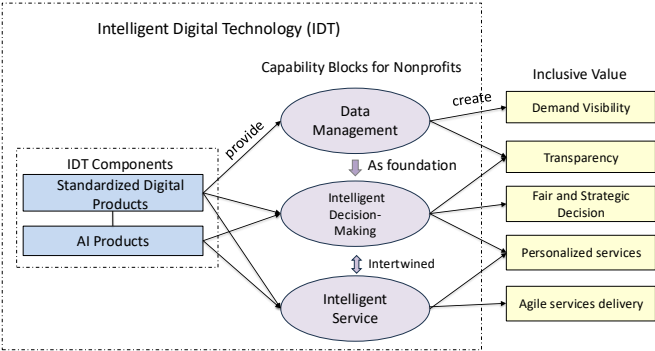 Intelligent Digital Technology (IDT)
Capability Blocks for Nonprofits
Inclusive Value
IDT Components
Standardized Digital
Products
AI Products
provide
Data
Management
As foundation
Intelligent
Decision-
Making
Intertwined
Intelligent
Service
create
Demand Visibility
Transparency
Fair and Strategic
Decision
Personalized services
Agile services delivery